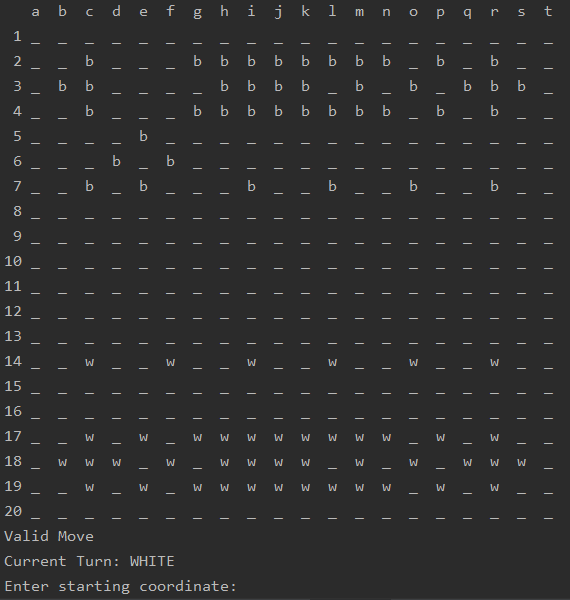 a b c d e f g h i j k l m n o p q r s t
1 _ _ _ _ _ _ _ _ _ _ _ _ _ _ _ _ _ _ _ _
2 _ _ b _ _ _ b b b b b b b b _ b _ b _ _
3 _ b b _ _ _ _ b b b b _ b _ b _ b b b _
4 _ _ b _ _ _ b b b b b b b b _ b _ b _ _
5 _ _ _ _ b _ _ _ _ _ _ _ _ _ _ _ _ _ _ _
6 _ _ _ b _ b _ _ _ _ _ _ _ _ _ _ _ _ _ _
7 _ _ b _ b _ _ _ b _ _ b _ _ b _ _ b _ _
8 _ _ _ _ _ _ _ _ _ _ _ _ _ _ _ _ _ _ _ _
9 _ _ _ _ _ _ _ _ _ _ _ _ _ _ _ _ _ _ _ _
10 _ _ _ _ _ _ _ _ _ _ _ _ _ _ _ _ _ _ _ _
11 _ _ _ _ _ _ _ _ _ _ _ _ _ _ _ _ _ _ _ _
12 _ _ _ _ _ _ _ _ _ _ _ _ _ _ _ _ _ _ _ _
13 _ _ _ _ _ _ _ _ _ _ _ _ _ _ _ _ _ _ _ _
14 _ _ w _ _ w _ _ w _ _ w _ _ w _ _ w _ _
15 _ _ _ _ _ _ _ _ _ _ _ _ _ _ _ _ _ _ _ _
16 _ _ _ _ _ _ _ _ _ _ _ _ _ _ _ _ _ _ _ _
17 _ _ w _ w _ w w w w w w w w _ w _ w _ _
18 _ w w w _ w _ w w w w _ w _ w _ w w w _
19 _ _ w _ w _ w w w w w w w w _ w _ w _ _
20 _ _ _ _ _ _ _ _ _ _ _ _ _ _ _ _ _ _ _ _
Valid Move
Current Turn: WHITE
Enter starting coordinate: